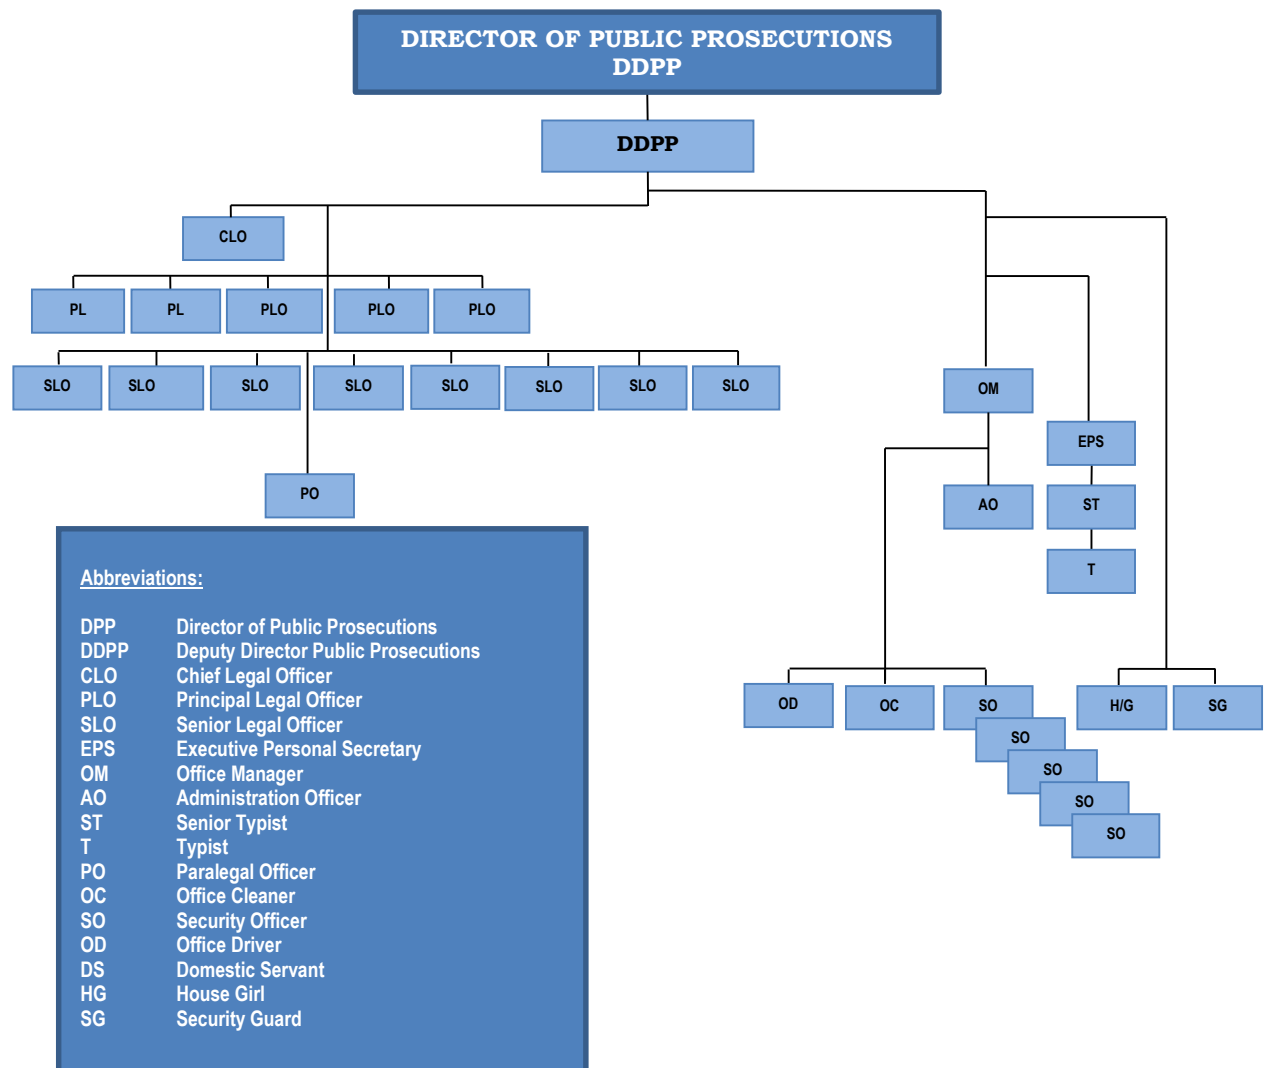 DIRECTOR OF PUBLIC PROSECUTIONS
DDPP
DDPP
CLO
PL PL PLO PLO PLO
SLO SLO SLO SLO SLO SLO SLO SLO
OM
EPS
PO
AO ST
T
OD OC SO H/G SG
SO
SO
SO
SO
Abbreviations:
DPP Director of Public Prosecutions
DDPP Deputy Director Public Prosecutions
CLO Chief Legal Officer
PLO Principal Legal Officer
SLO Senior Legal Officer
EPS Executive Personal Secretary
OM Office Manager
AO Administration Officer
ST Senior Typist
T Typist
PO Paralegal Officer
OC Office Cleaner
SO Security Officer
OD Office Driver
DS Domestic Servant
HG House Girl
SG Security Guard